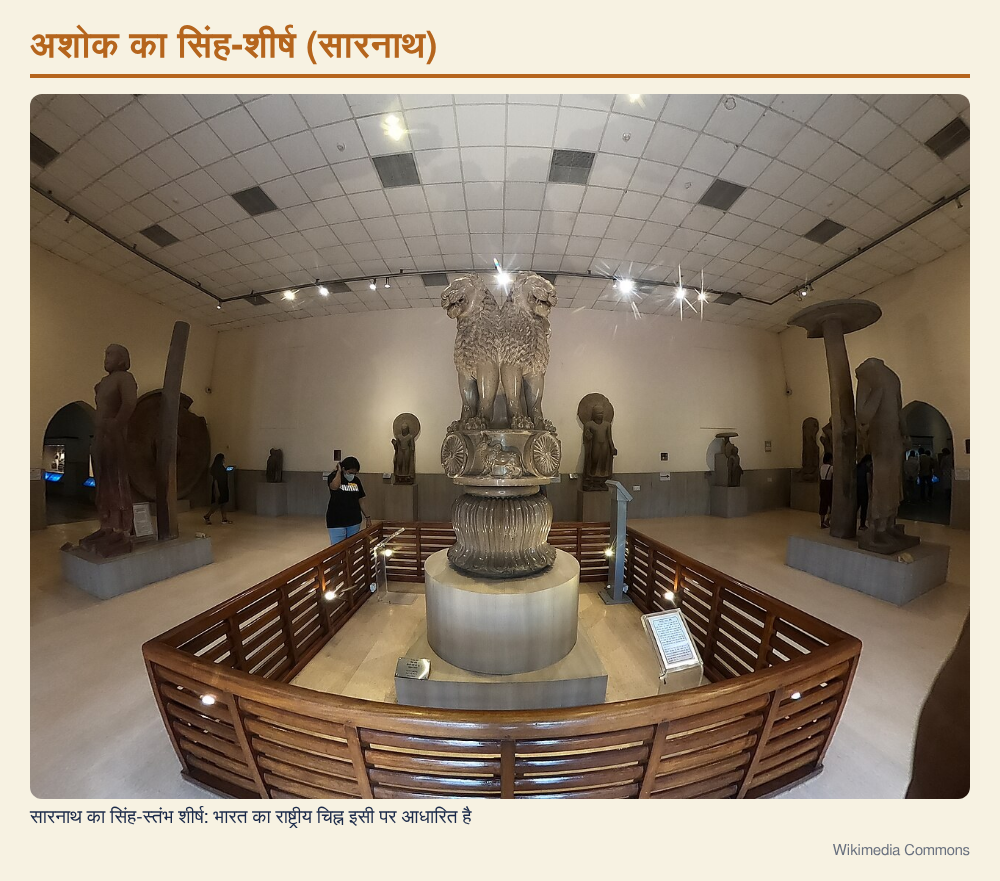 अशोक का सिंह-शीर्ष (सारनाथ)
सारनाथ का सिंह-स्तंभ शीर्ष: भारत का राष्ट्रीय चिह्न इसी पर आधारित है
Wikimedia Commons